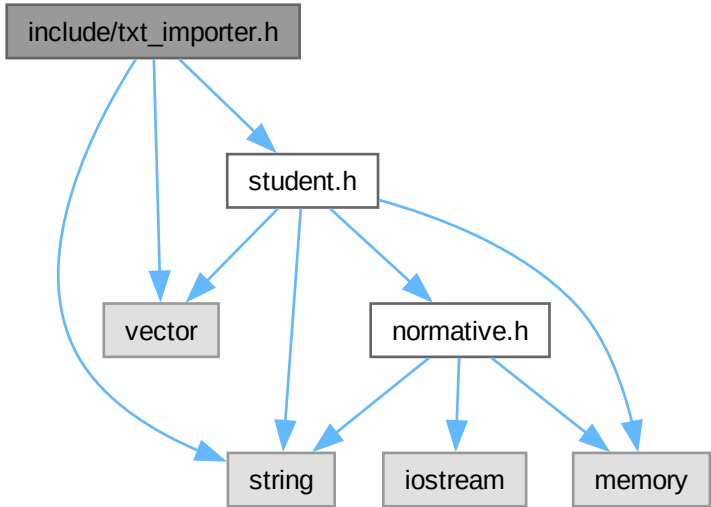 include/txt_importer.h
student.h
vector
normative.h
string
iostream
memory